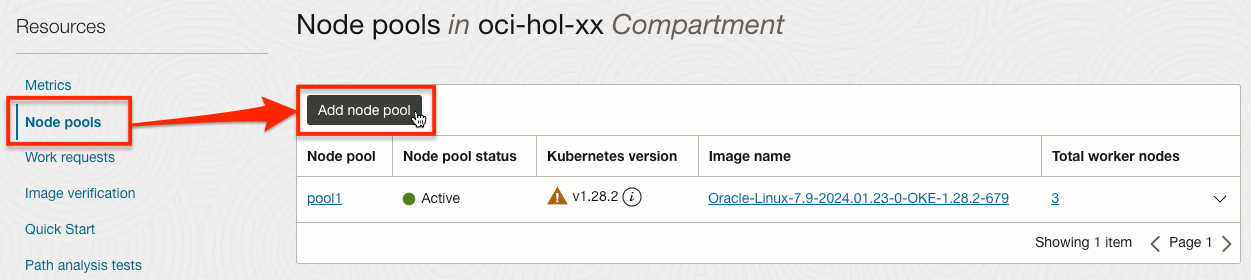 Resources
Metrics
Node pools
Work requests
Image verification
Quick Start
Path analysis tests
Node pools in oci-hol-xx Compartment
Add node pool
Node pool Node pool status Kubernetes version Image name Total worker nodes
pool1 Active v1.28.2 Oracle-Linux-7.9-2024.01.23-0-OKE-1.28.2-679 3
Showing 1 item Page 1